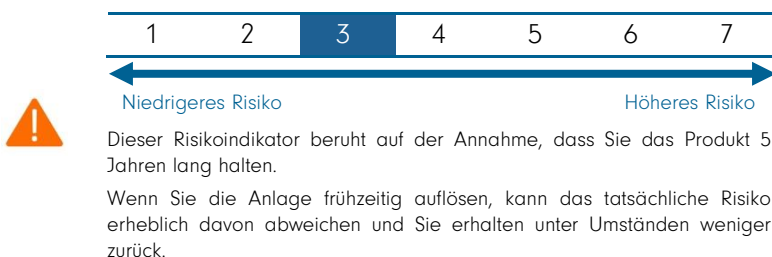 1 2 3 4 5 6 7
Niedrigeres Risiko Höheres Risiko
Dieser Risikoindikator beruht auf der Annahme, dass Sie das Produkt 5
Jahren lang halten.
Wenn Sie die Anlage frühzeitig auflösen, kann das tatsächliche Risiko
erheblich davon abweichen und Sie erhalten unter Umständen weniger
zurück.